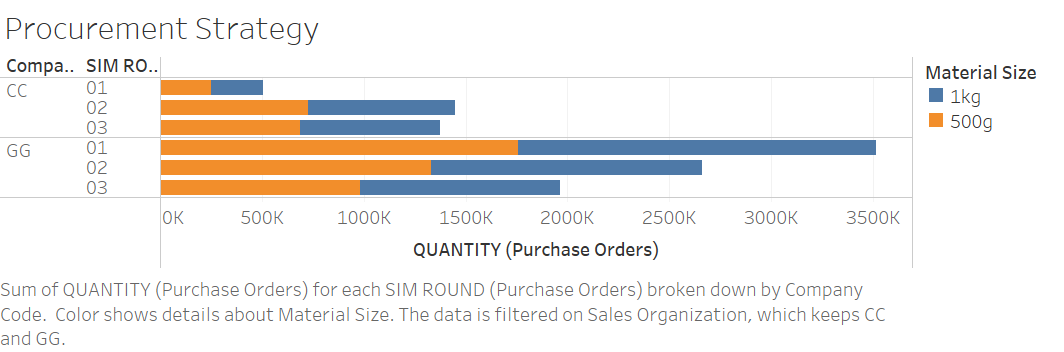 Procurement Strategy
Compa.. SIM RO..
Material Size
CC 01
1kg
02
500g
03
GG 01
02
03
0K 500K 1000K 1500K 2000K 2500K 3000K 3500K
QUANTITY (Purchase Orders)
Sum of QUANTITY (Purchase Orders) for each SIM ROUND (Purchase Orders) broken down by Company
Code. Color shows details about Material Size. The data is filtered on Sales Organization, which keeps CC
and GG.